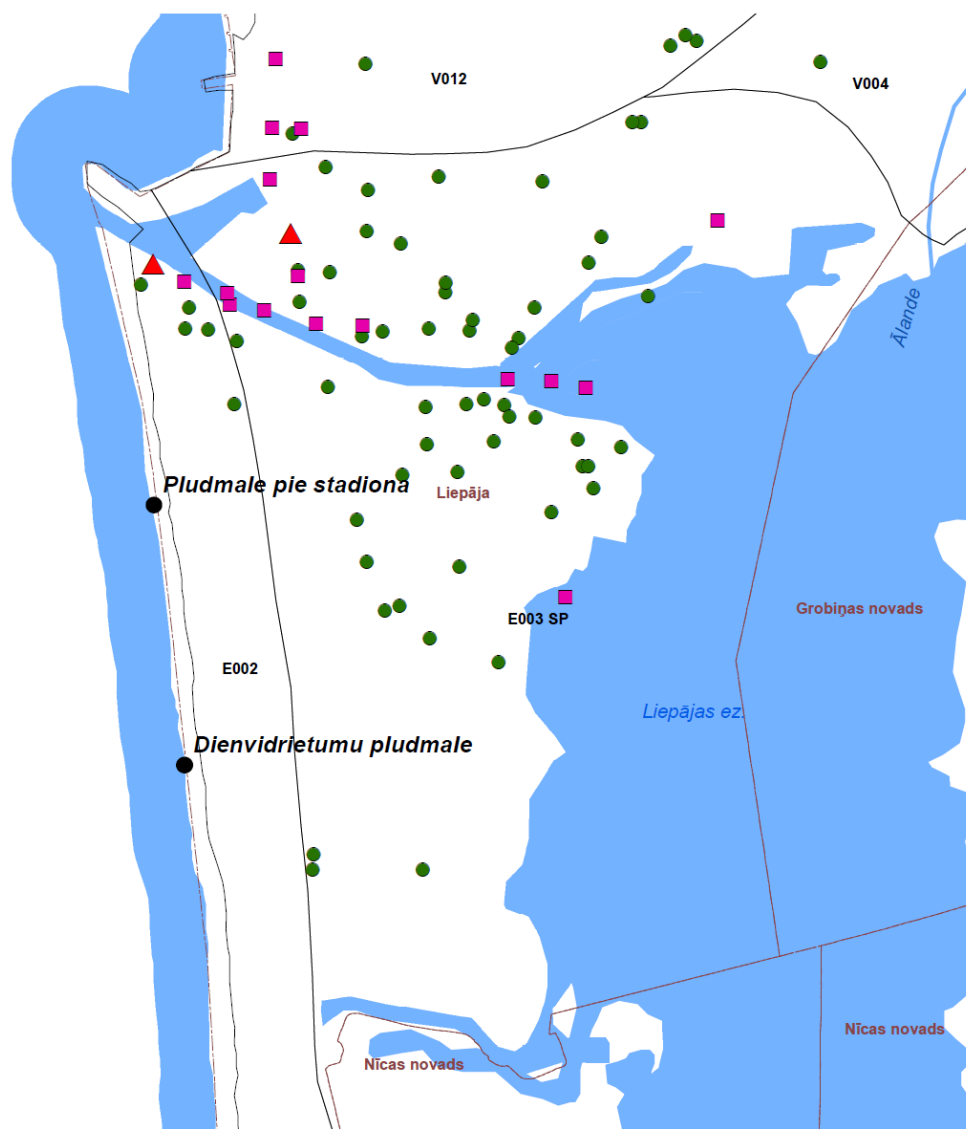 V012
V004
Ālande
Pludmale pie stadiona
Liepāja
Grobiņas novads
E003 SP
E002
Liepājas ez.
Dienvidrietumu pludmale
Nīcas novads
Nīcas novads